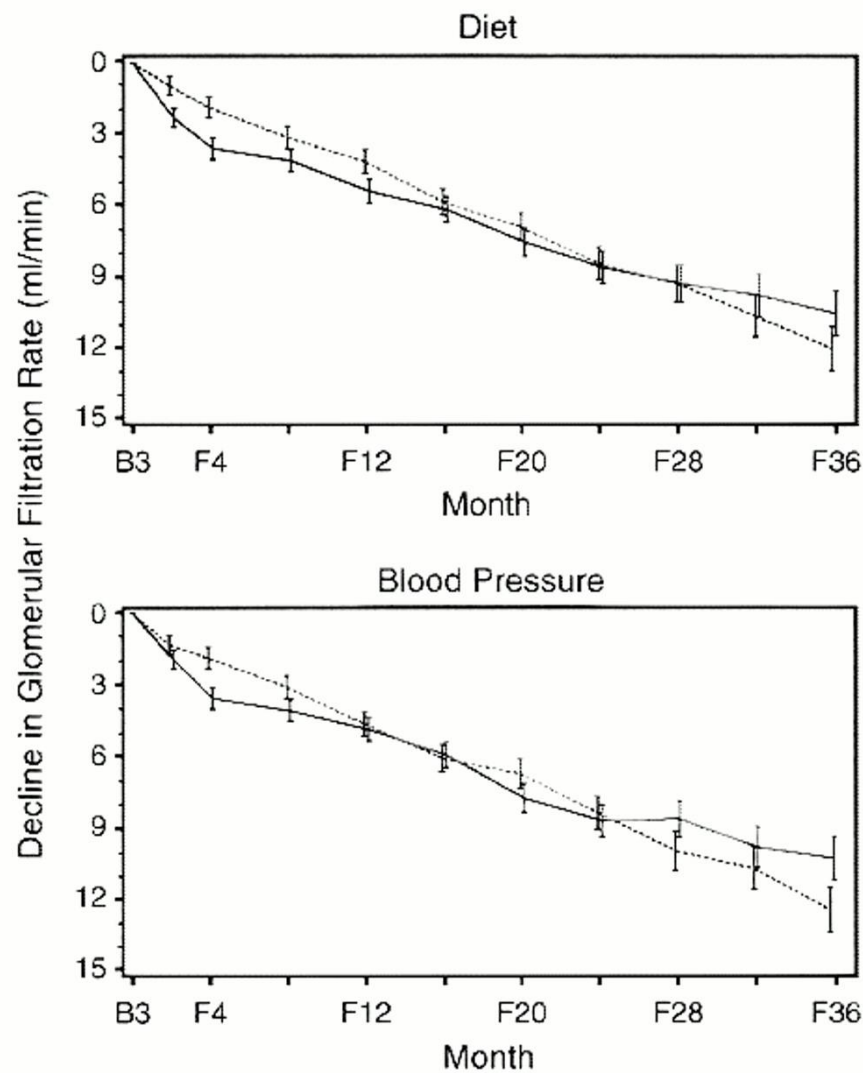 Diet
0
3
6
9
12
15
B3 F4 F12 F20 F28 F36
Month
Blood Pressure
0
3
6
9
12
15
B3 F4 F12 F20 F28 F36
Month
Decline in Glomerular Filtration Rate (ml/min)